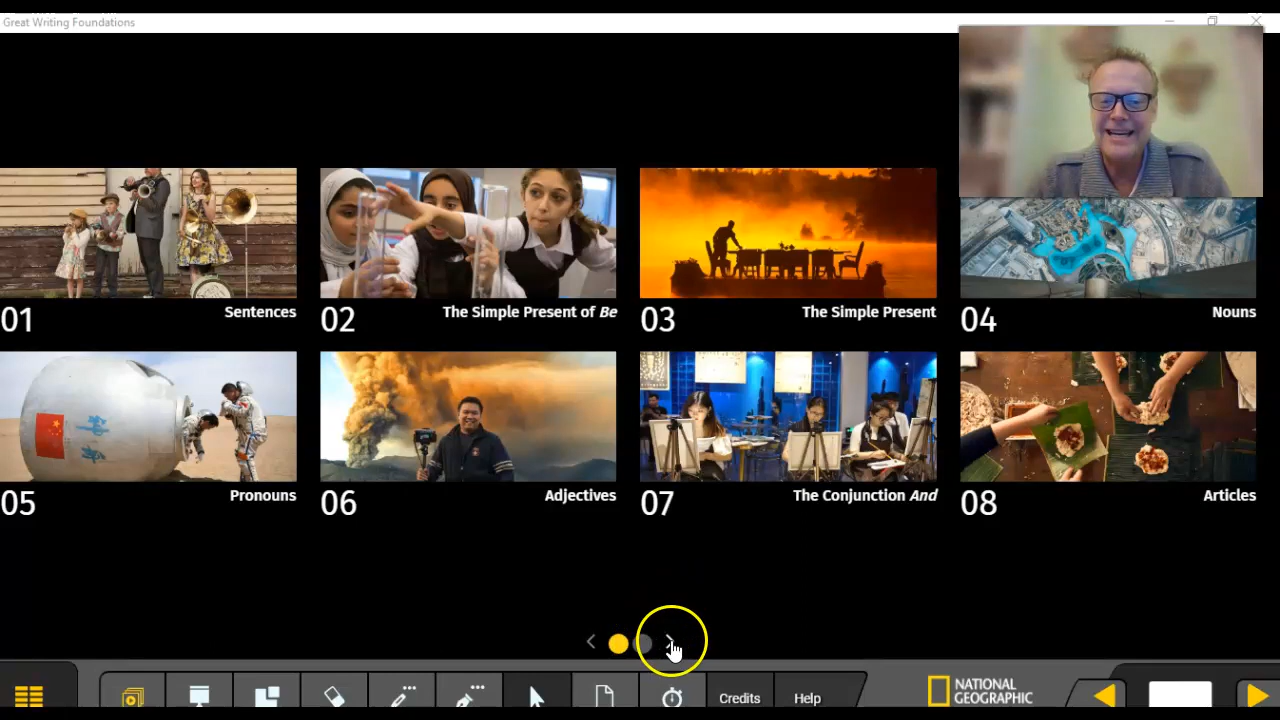 Great Writing Foundations
01 Sentences
02 The Simple Present of Be
03 The Simple Present
04 Nouns
05 Pronouns
06 Adjectives
07 The Conjunction And
08 Articles
Credits
Help
NATIONAL
GEOGRAPHIC